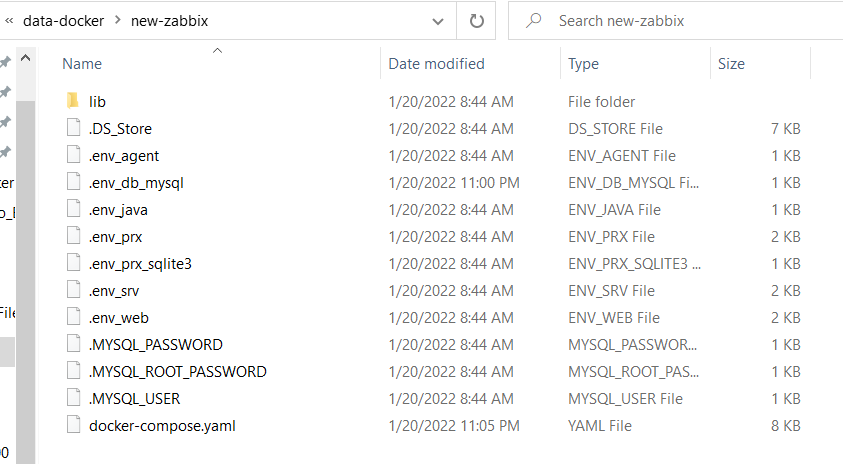 « data-docker > new-zabbix Search new-zabbix
Name Date modified Type Size
lib 1/20/2022 8:44 AM File folder
.DS_Store 1/20/2022 8:44 AM DS_STORE File 7 KB
.env_agent 1/20/2022 8:44 AM ENV_AGENT File 1 KB
.env_db_mysql 1/20/2022 11:00 PM ENV_DB_MYSQL Fi... 1 KB
.env_java 1/20/2022 8:44 AM ENV_JAVA File 1 KB
.env_prx 1/20/2022 8:44 AM ENV_PRX File 2 KB
.env_prx_sqlite3 1/20/2022 8:44 AM ENV_PRX_SQLITE3 ... 1 KB
.env_srv 1/20/2022 8:44 AM ENV_SRV File 2 KB
.env_web 1/20/2022 8:44 AM ENV_WEB File 2 KB
.MYSQL_PASSWORD 1/20/2022 8:44 AM MYSQL_PASSWOR... 1 KB
.MYSQL_ROOT_PASSWORD 1/20/2022 8:44 AM MYSQL_ROOT_PAS... 1 KB
.MYSQL_USER 1/20/2022 8:44 AM MYSQL_USER File 1 KB
docker-compose.yaml 1/20/2022 11:05 PM YAML File 8 KB